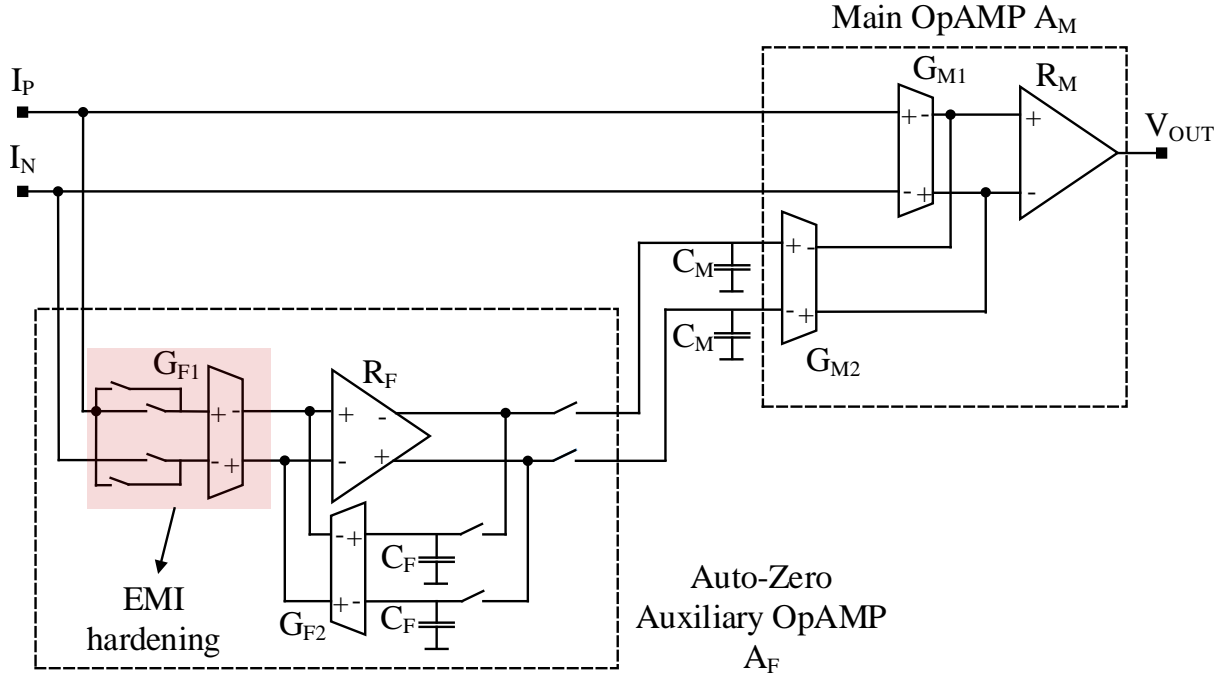 Main OpAMP A_M
I_P
G_M1
R_M
+ -
+
V_OUT
I_N
- +
-
+ -
C_M
- +
C_M
G_M2
G_F1
R_F
+ -
+ -
- +
- +
- +
C_F
+ -
C_F
G_F2
EMI
hardening
Auto-Zero
Auxiliary OpAMP
A_F